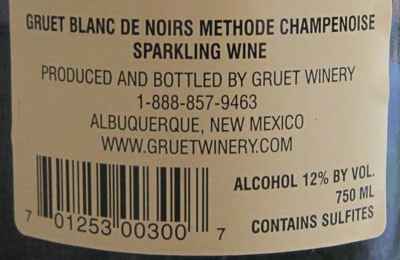 GRUET BLANC DE NOIRS METHODE CHAMPENOISE
SPARKLING WINE
PRODUCED AND BOTTLED BY GRUET WINERY
1-888-857-9463
ALBUQUERQUE, NEW MEXICO
WWW.GRUETWINERY.COM
ALCOHOL 12% BY VOL.
750 ML
CONTAINS SULFITES
7 01253 00300 7